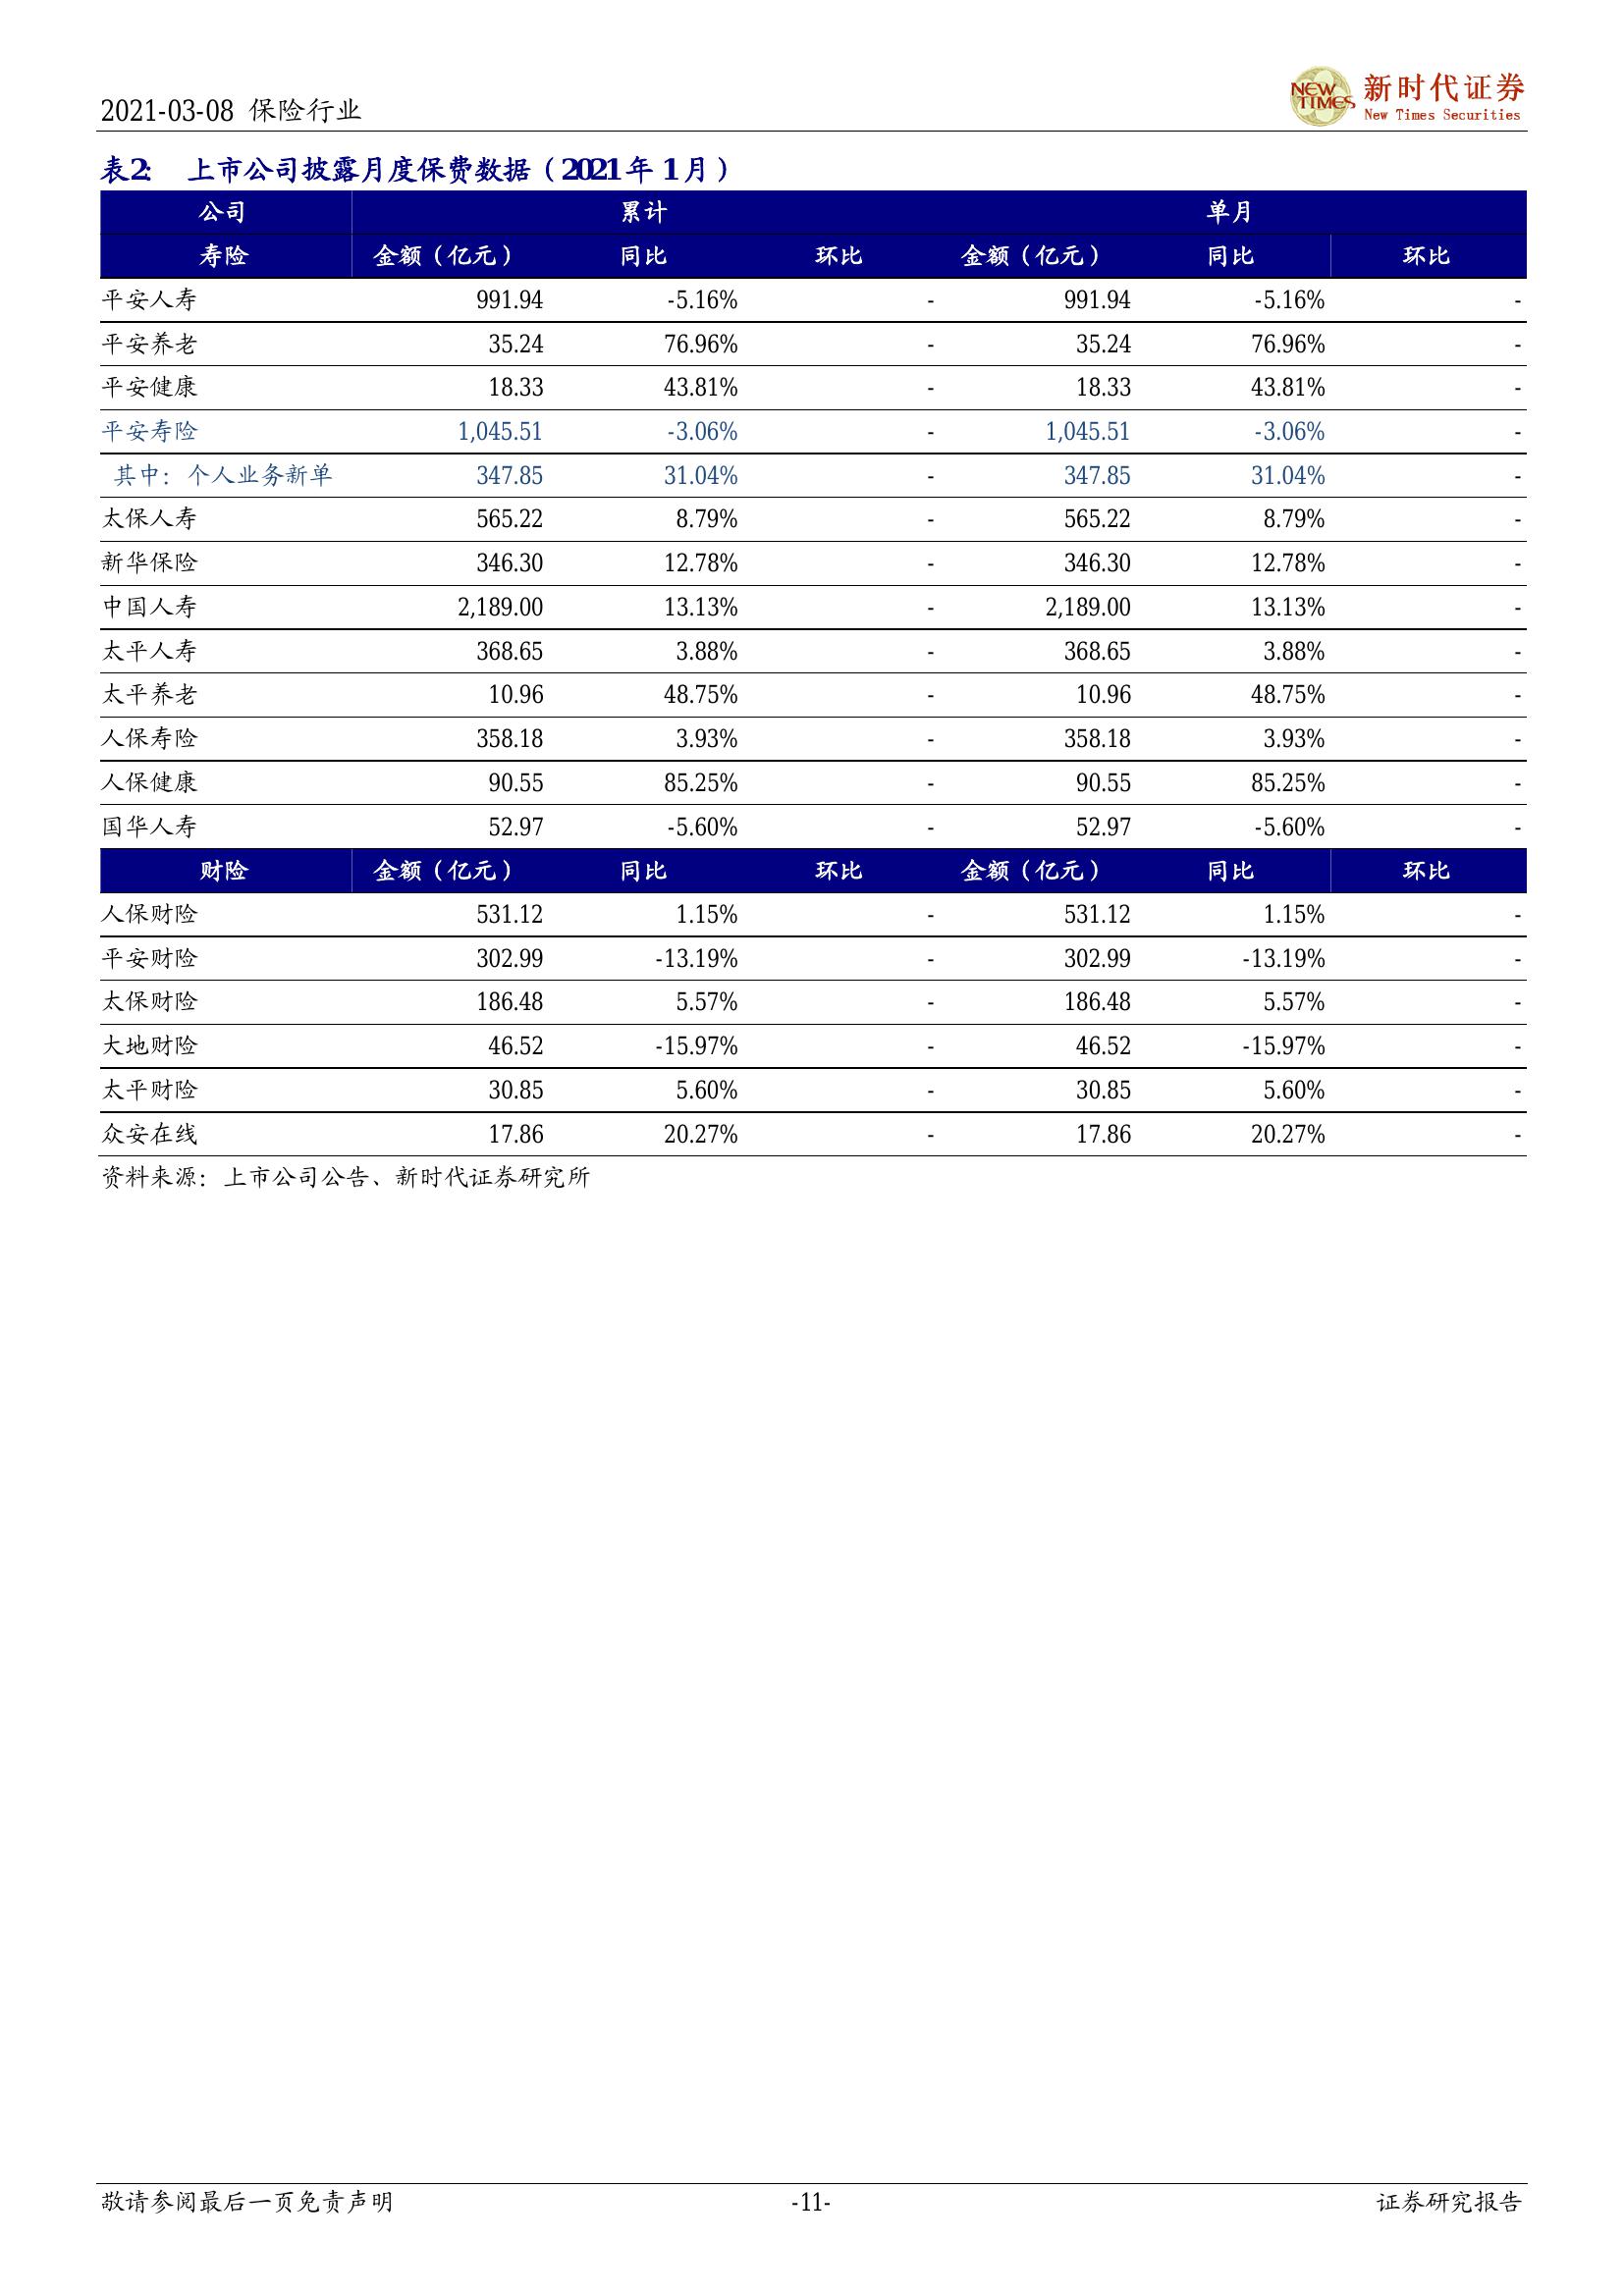 2021-03-08 保险行业
NEW TIMES 新时代证券
New Times Securities
表2: 上市公司披露月度保费数据（2021年 1月）
公司 累计 单月
寿险 金额（亿元） 同比 环比 金额（亿元） 同比 环比
平安人寿 991.94 -5.16% - 991.94 -5.16% -
平安养老 35.24 76.96% - 35.24 76.96% -
平安健康 18.33 43.81% - 18.33 43.81% -
平安寿险 1,045.51 -3.06% - 1,045.51 -3.06% -
其中：个人业务新单 347.85 31.04% - 347.85 31.04% -
太保人寿 565.22 8.79% - 565.22 8.79% -
新华保险 346.30 12.78% - 346.30 12.78% -
中国人寿 2,189.00 13.13% - 2,189.00 13.13% -
太平人寿 368.65 3.88% - 368.65 3.88% -
太平养老 10.96 48.75% - 10.96 48.75% -
人保寿险 358.18 3.93% - 358.18 3.93% -
人保健康 90.55 85.25% - 90.55 85.25% -
国华人寿 52.97 -5.60% - 52.97 -5.60% -
财险 金额（亿元） 同比 环比 金额（亿元） 同比 环比
人保财险 531.12 1.15% - 531.12 1.15% -
平安财险 302.99 -13.19% - 302.99 -13.19% -
太保财险 186.48 5.57% - 186.48 5.57% -
大地财险 46.52 -15.97% - 46.52 -15.97% -
太平财险 30.85 5.60% - 30.85 5.60% -
众安在线 17.86 20.27% - 17.86 20.27% -
资料来源：上市公司公告、新时代证券研究所
敬请参阅最后一页免责声明 -11- 证券研究报告